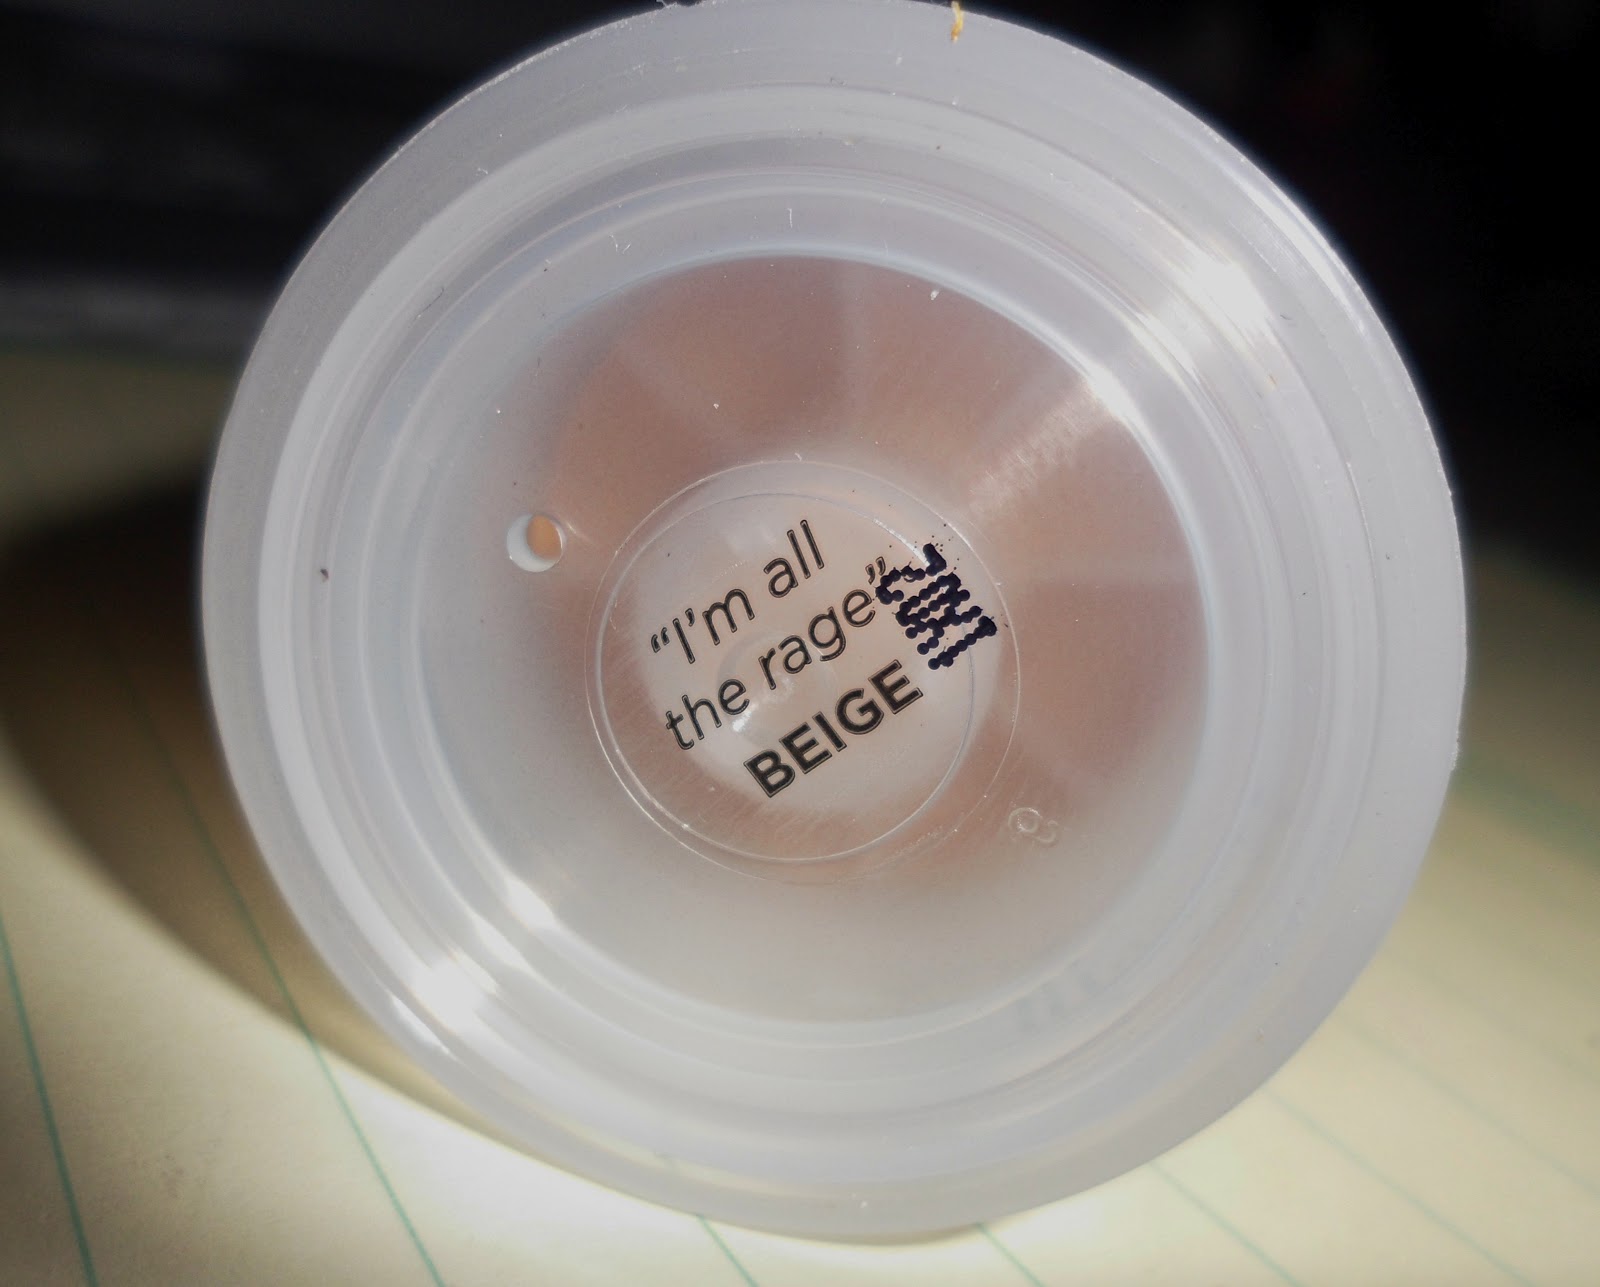 “I'm all
the rage”
BEIGE